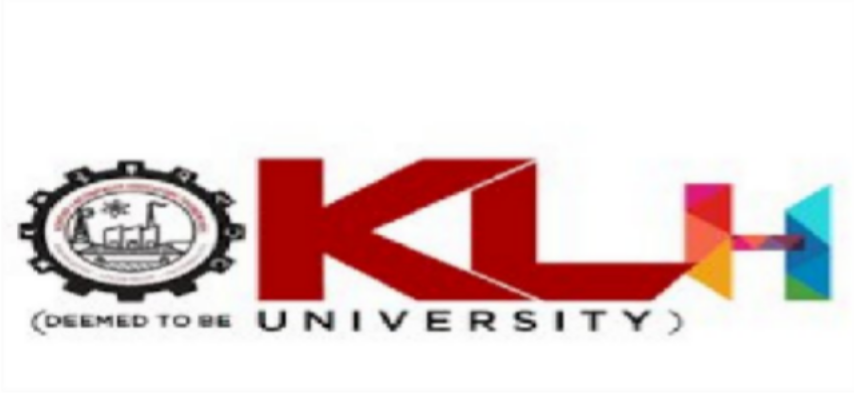 KLH
(DEEMED TO BE UNIVERSITY)